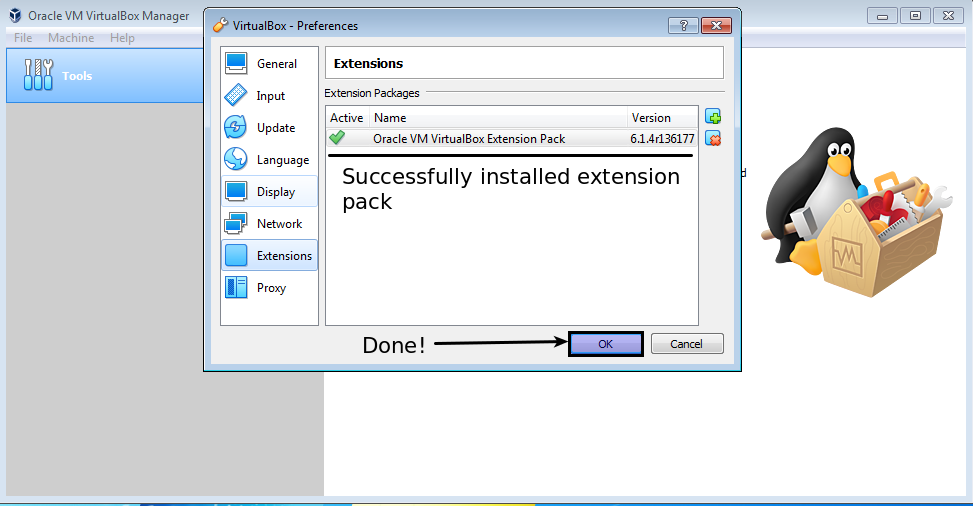 Oracle VM VirtualBox Manager
File Machine Help
Tools
VirtualBox - Preferences
General
Input
Update
Language
Display
Network
Extensions
Proxy
Extensions
Extension Packages
Active Name Version
Oracle VM VirtualBox Extension Pack 6.1.4r136177
Successfully installed extension
pack
Done!
OK Cancel